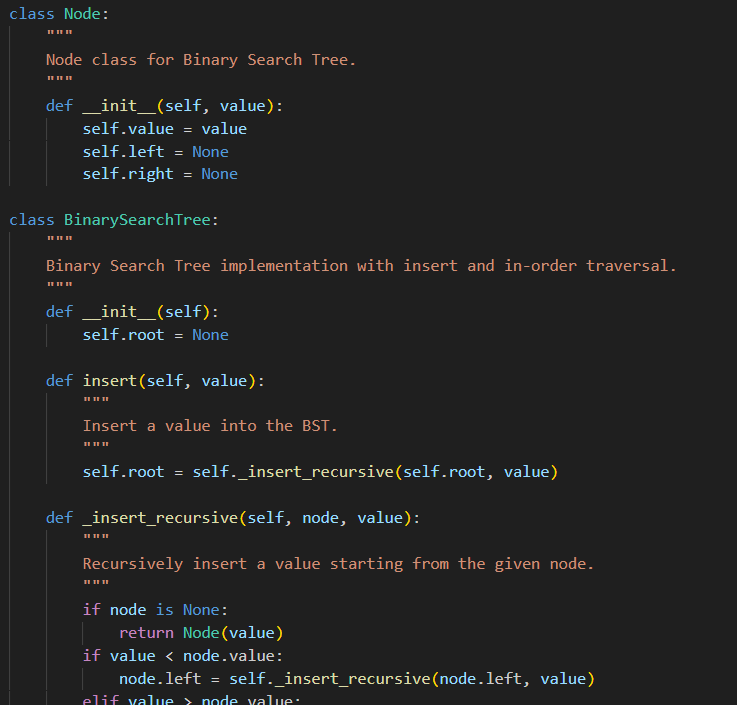 class Node:
    """
    Node class for Binary Search Tree.
    """
    def __init__(self, value):
        self.value = value
        self.left = None
        self.right = None

class BinarySearchTree:
    """
    Binary Search Tree implementation with insert and in-order traversal.
    """
    def __init__(self):
        self.root = None

    def insert(self, value):
        """
        Insert a value into the BST.
        """
        self.root = self._insert_recursive(self.root, value)

    def _insert_recursive(self, node, value):
        """
        Recursively insert a value starting from the given node.
        """
        if node is None:
            return Node(value)
        if value < node.value:
            node.left = self._insert_recursive(node.left, value)
        elif value > node.value: